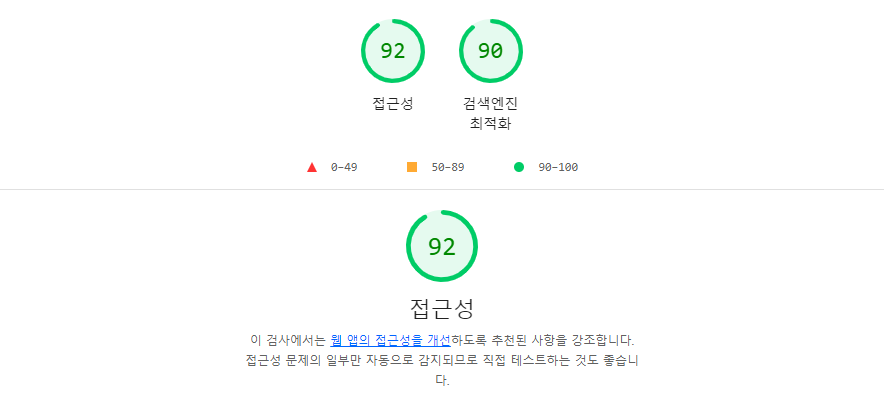 92
90
접근성
검색엔진
최적화
0–49
50–89
90–100
92
접근성
이 검사에서는 웹 앱의 접근성을 개선하도록 추천된 사항을 강조합니다.
접근성 문제의 일부만 자동으로 감지되므로 직접 테스트하는 것도 좋습니
다.